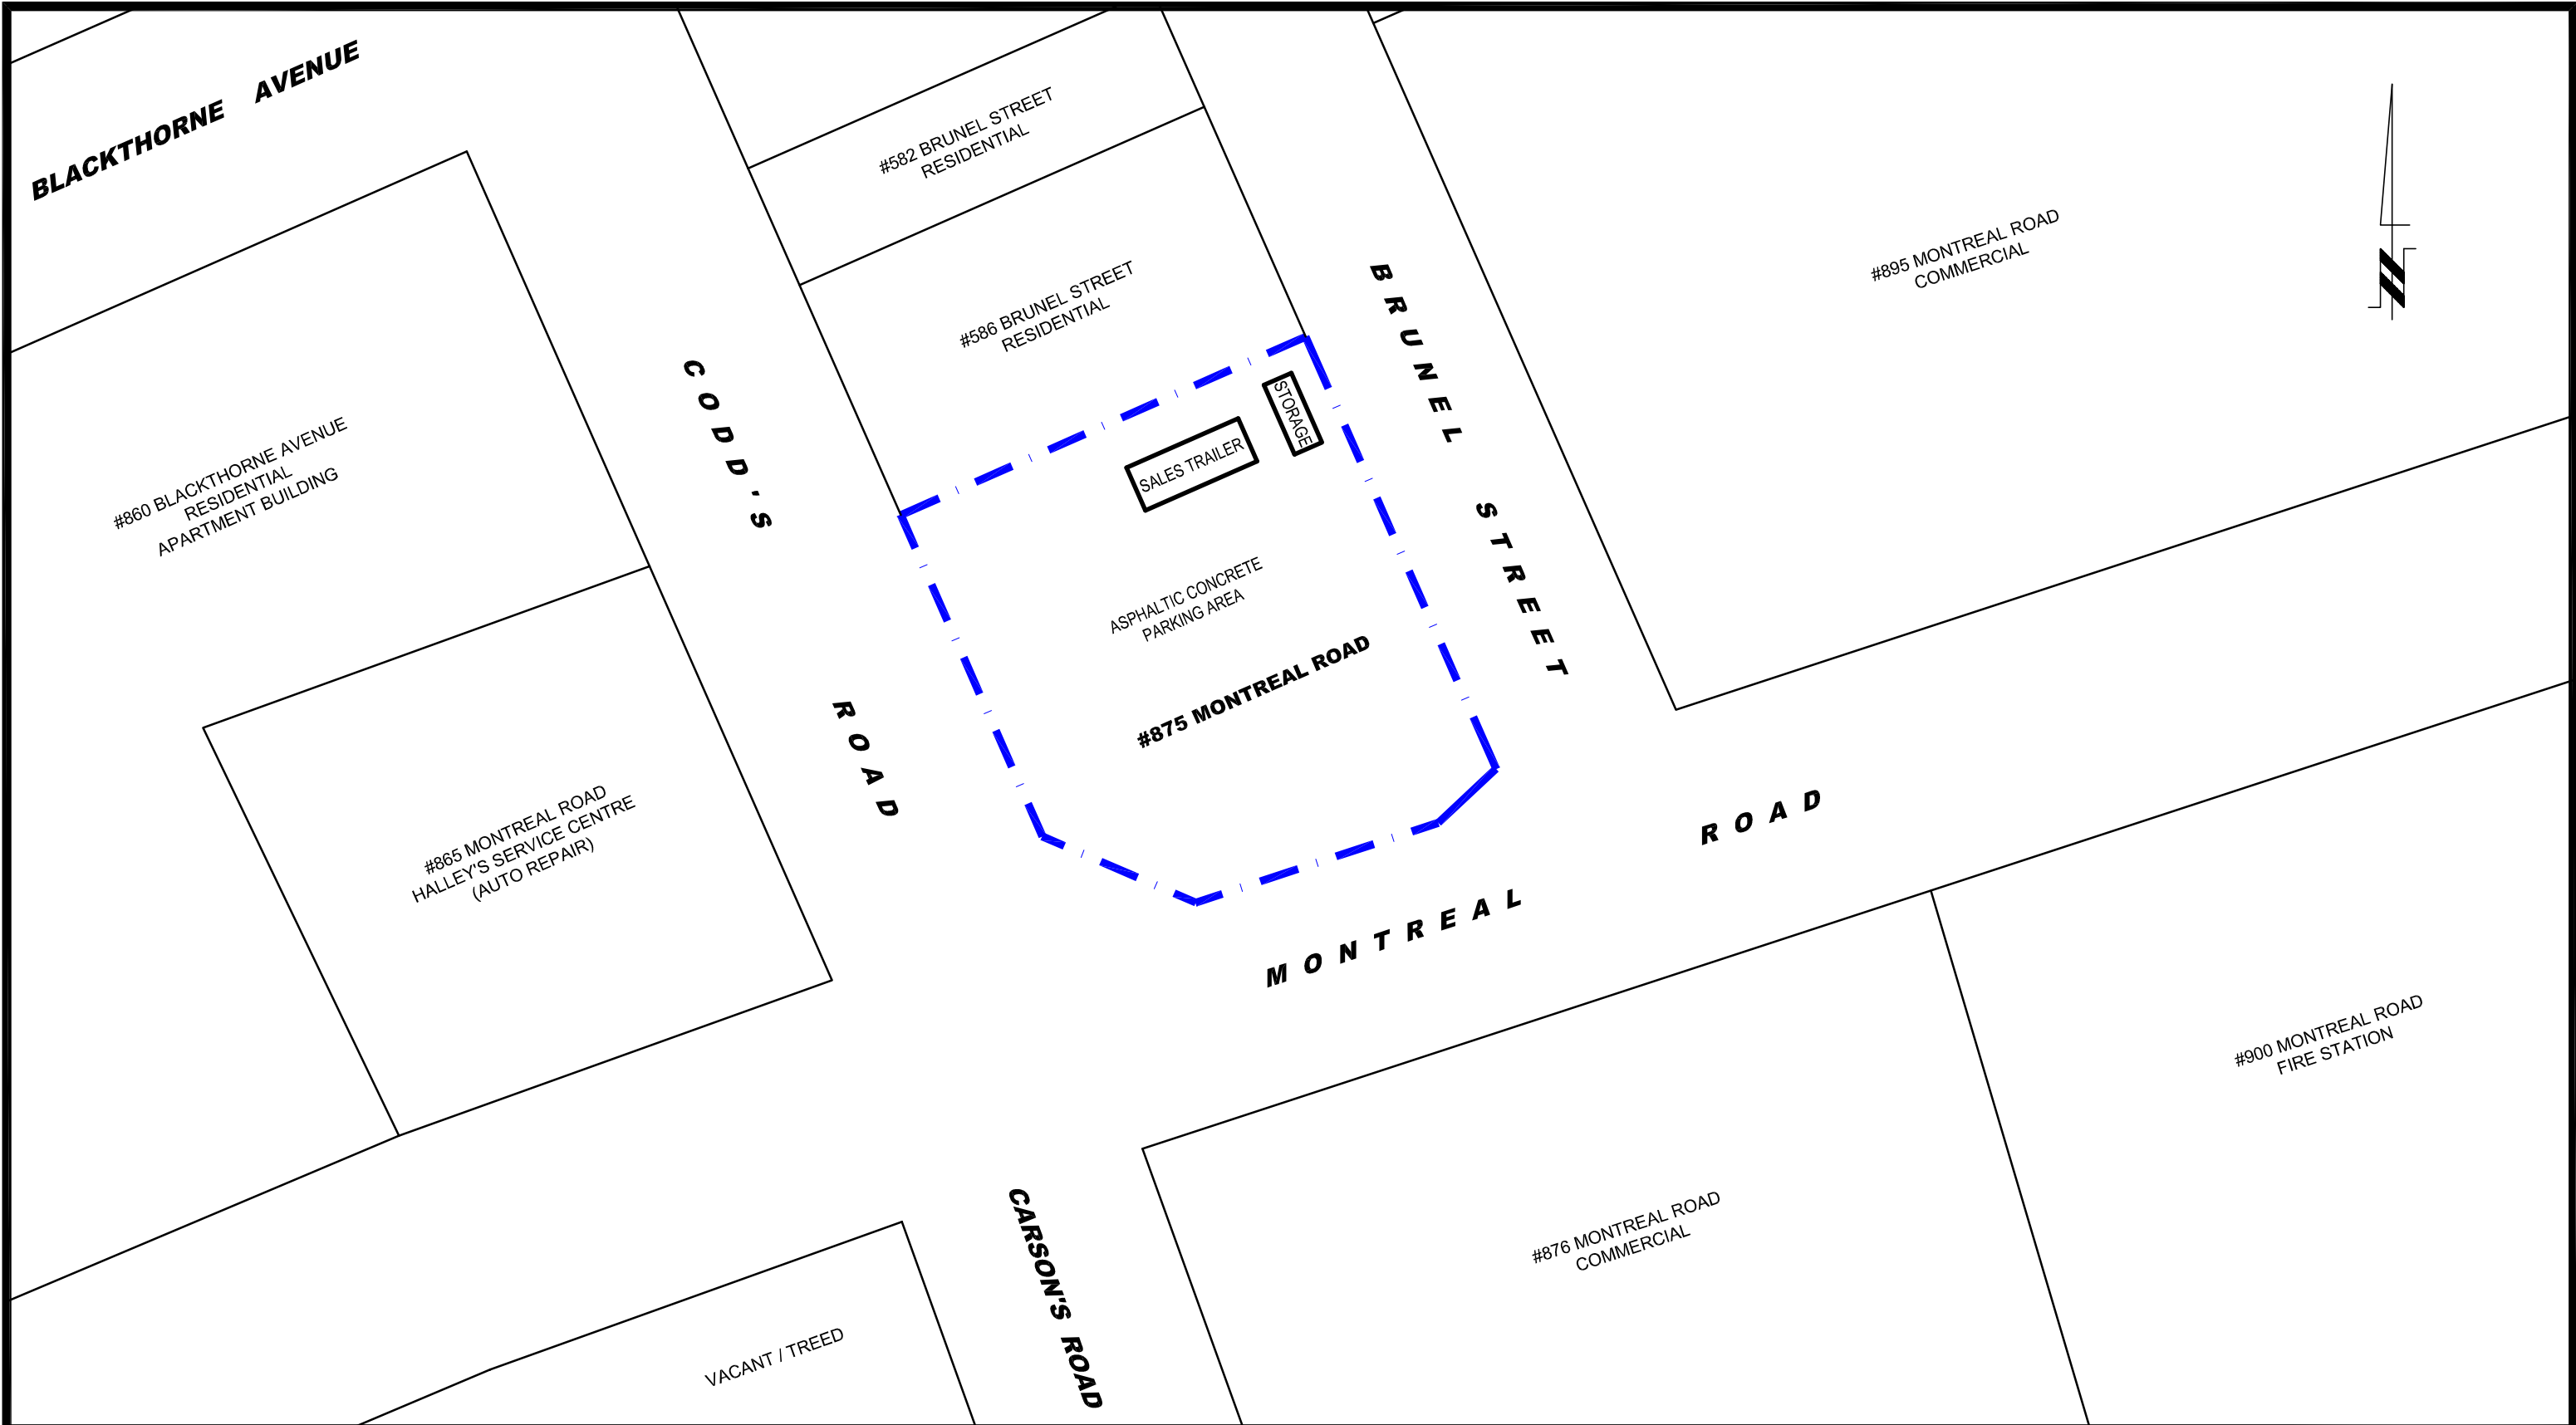 BLACKTHORNE AVENUE
#582 BRUNEL STREET
RESIDENTIAL
#586 BRUNEL STREET
RESIDENTIAL
BRUNEL STREET
#895 MONTREAL ROAD
COMMERCIAL
N
COD'S ROAD
STORAGE
SALES TRAILER
#860 BLACKTHORNE AVENUE
RESIDENTIAL
APARTMENT BUILDING
ASPHALTIC CONCRETE
PARKING AREA
#875 MONTREAL ROAD
#865 MONTREAL ROAD
HALLEY'S SERVICE CENTRE
(AUTO REPAIR)
MONTREAL ROAD
#900 MONTREAL ROAD
FIRE STATION
CARSON'S ROAD
#876 MONTREAL ROAD
COMMERCIAL
VACANT / TREED